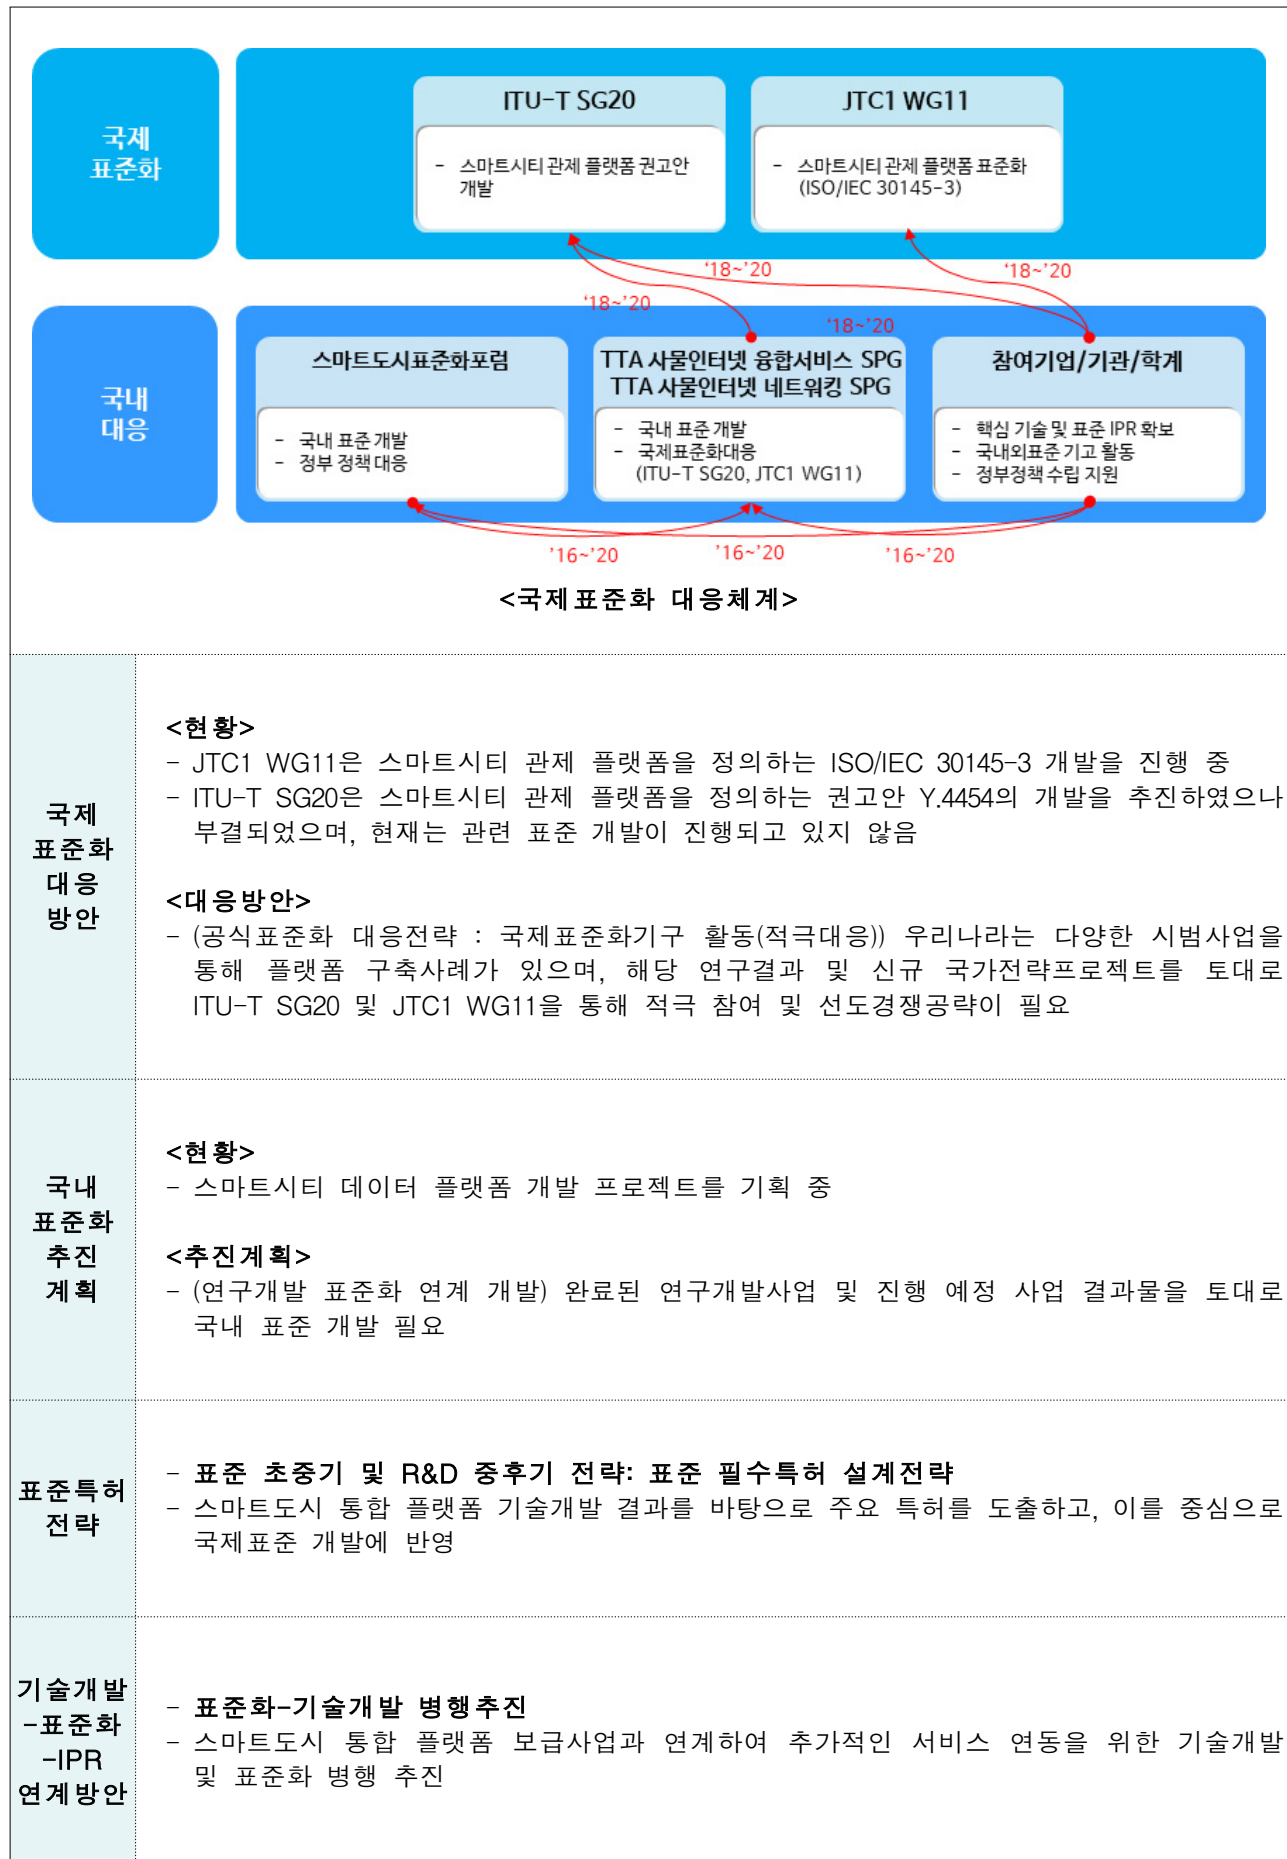 국제
표준화
ITU-T SG20
- 스마트시티 관제 플랫폼 권고안
개발
JTC1 WG11
- 스마트시티 관제 플랫폼 표준화
(ISO/IEC 30145-3)
'18~'20
'18~'20
'18~'20
'18~'20
국내
대응
스마트도시표준화포럼
- 국내 표준 개발
- 정부 정책 대응
TTA 사물인터넷 융합서비스 SPG
TTA 사물인터넷 네트워킹 SPG
- 국내 표준 개발
- 국제표준화대응
(ITU-T SG20, JTC1 WG11)
참여기업/기관/학계
- 핵심 기술 및 표준 IPR 확보
- 국내외표준 기고 활동
- 정부정책 수립 지원
'16~'20
'16~'20
'16~'20
<국제표준화 대응체계>
국제
표준화
대응
방안
<현황>
- JTC1 WG11은 스마트시티 관제 플랫폼을 정의하는 ISO/IEC 30145-3 개발을 진행 중
- ITU-T SG20은 스마트시티 관제 플랫폼을 정의하는 권고안 Y.4454의 개발을 추진하였으나
부결되었으며, 현재는 관련 표준 개발이 진행되고 있지 않음
<대응방안>
- (공식표준화 대응전략 : 국제표준화기구 활동(적극대응)) 우리나라는 다양한 시범사업을
통해 플랫폼 구축사례가 있으며, 해당 연구결과 및 신규 국가전략프로젝트를 토대로
ITU-T SG20 및 JTC1 WG11을 통해 적극 참여 및 선도경쟁공략이 필요
국내
표준화
추진
계획
<현황>
- 스마트시티 데이터 플랫폼 개발 프로젝트를 기획 중
<추진계획>
- (연구개발 표준화 연계 개발) 완료된 연구개발사업 및 진행 예정 사업 결과물을 토대로
국내 표준 개발 필요
표준특허
전략
- 표준 초중기 및 R&D 중후기 전략: 표준 필수특허 설계전략
- 스마트도시 통합 플랫폼 기술개발 결과를 바탕으로 주요 특허를 도출하고, 이를 중심으로
국제표준 개발에 반영
기술개발
-표준화
-IPR
연계방안
- 표준화-기술개발 병행추진
- 스마트도시 통합 플랫폼 보급사업과 연계하여 추가적인 서비스 연동을 위한 기술개발
및 표준화 병행 추진